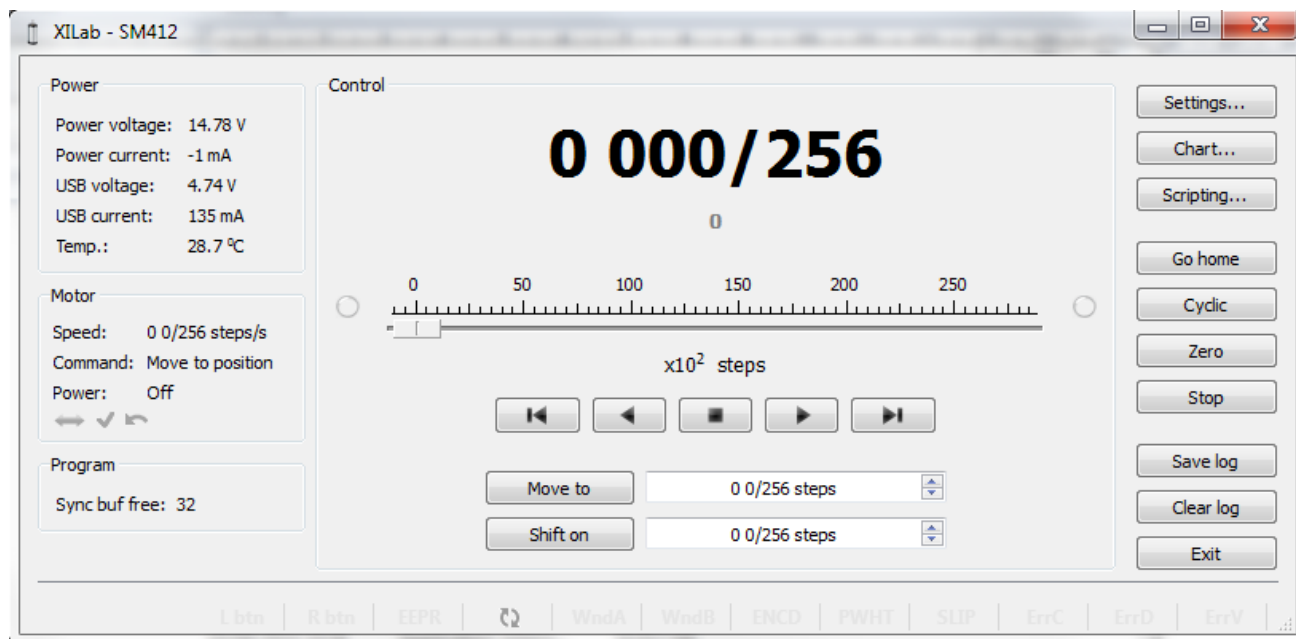 XILab - SM412
Power
Power voltage: 14.78 V
Power current: -1 mA
USB voltage: 4.74 V
USB current: 135 mA
Temp.: 28.7 ⁰C
Motor
Speed: 0 0/256 steps/s
Command: Move to position
Power: Off
Program
Sync buf free: 32
Control
0 000/256
0
0 50 100 150 200 250
x10² steps
Move to 0 0/256 steps
Shift on 0 0/256 steps
Settings...
Chart...
Scripting...
Go home
Cyclic
Zero
Stop
Save log
Clear log
Exit
L btn R btn EEPR WndA WndB ENCD PWHT SLIP ErrC ErrD ErrV